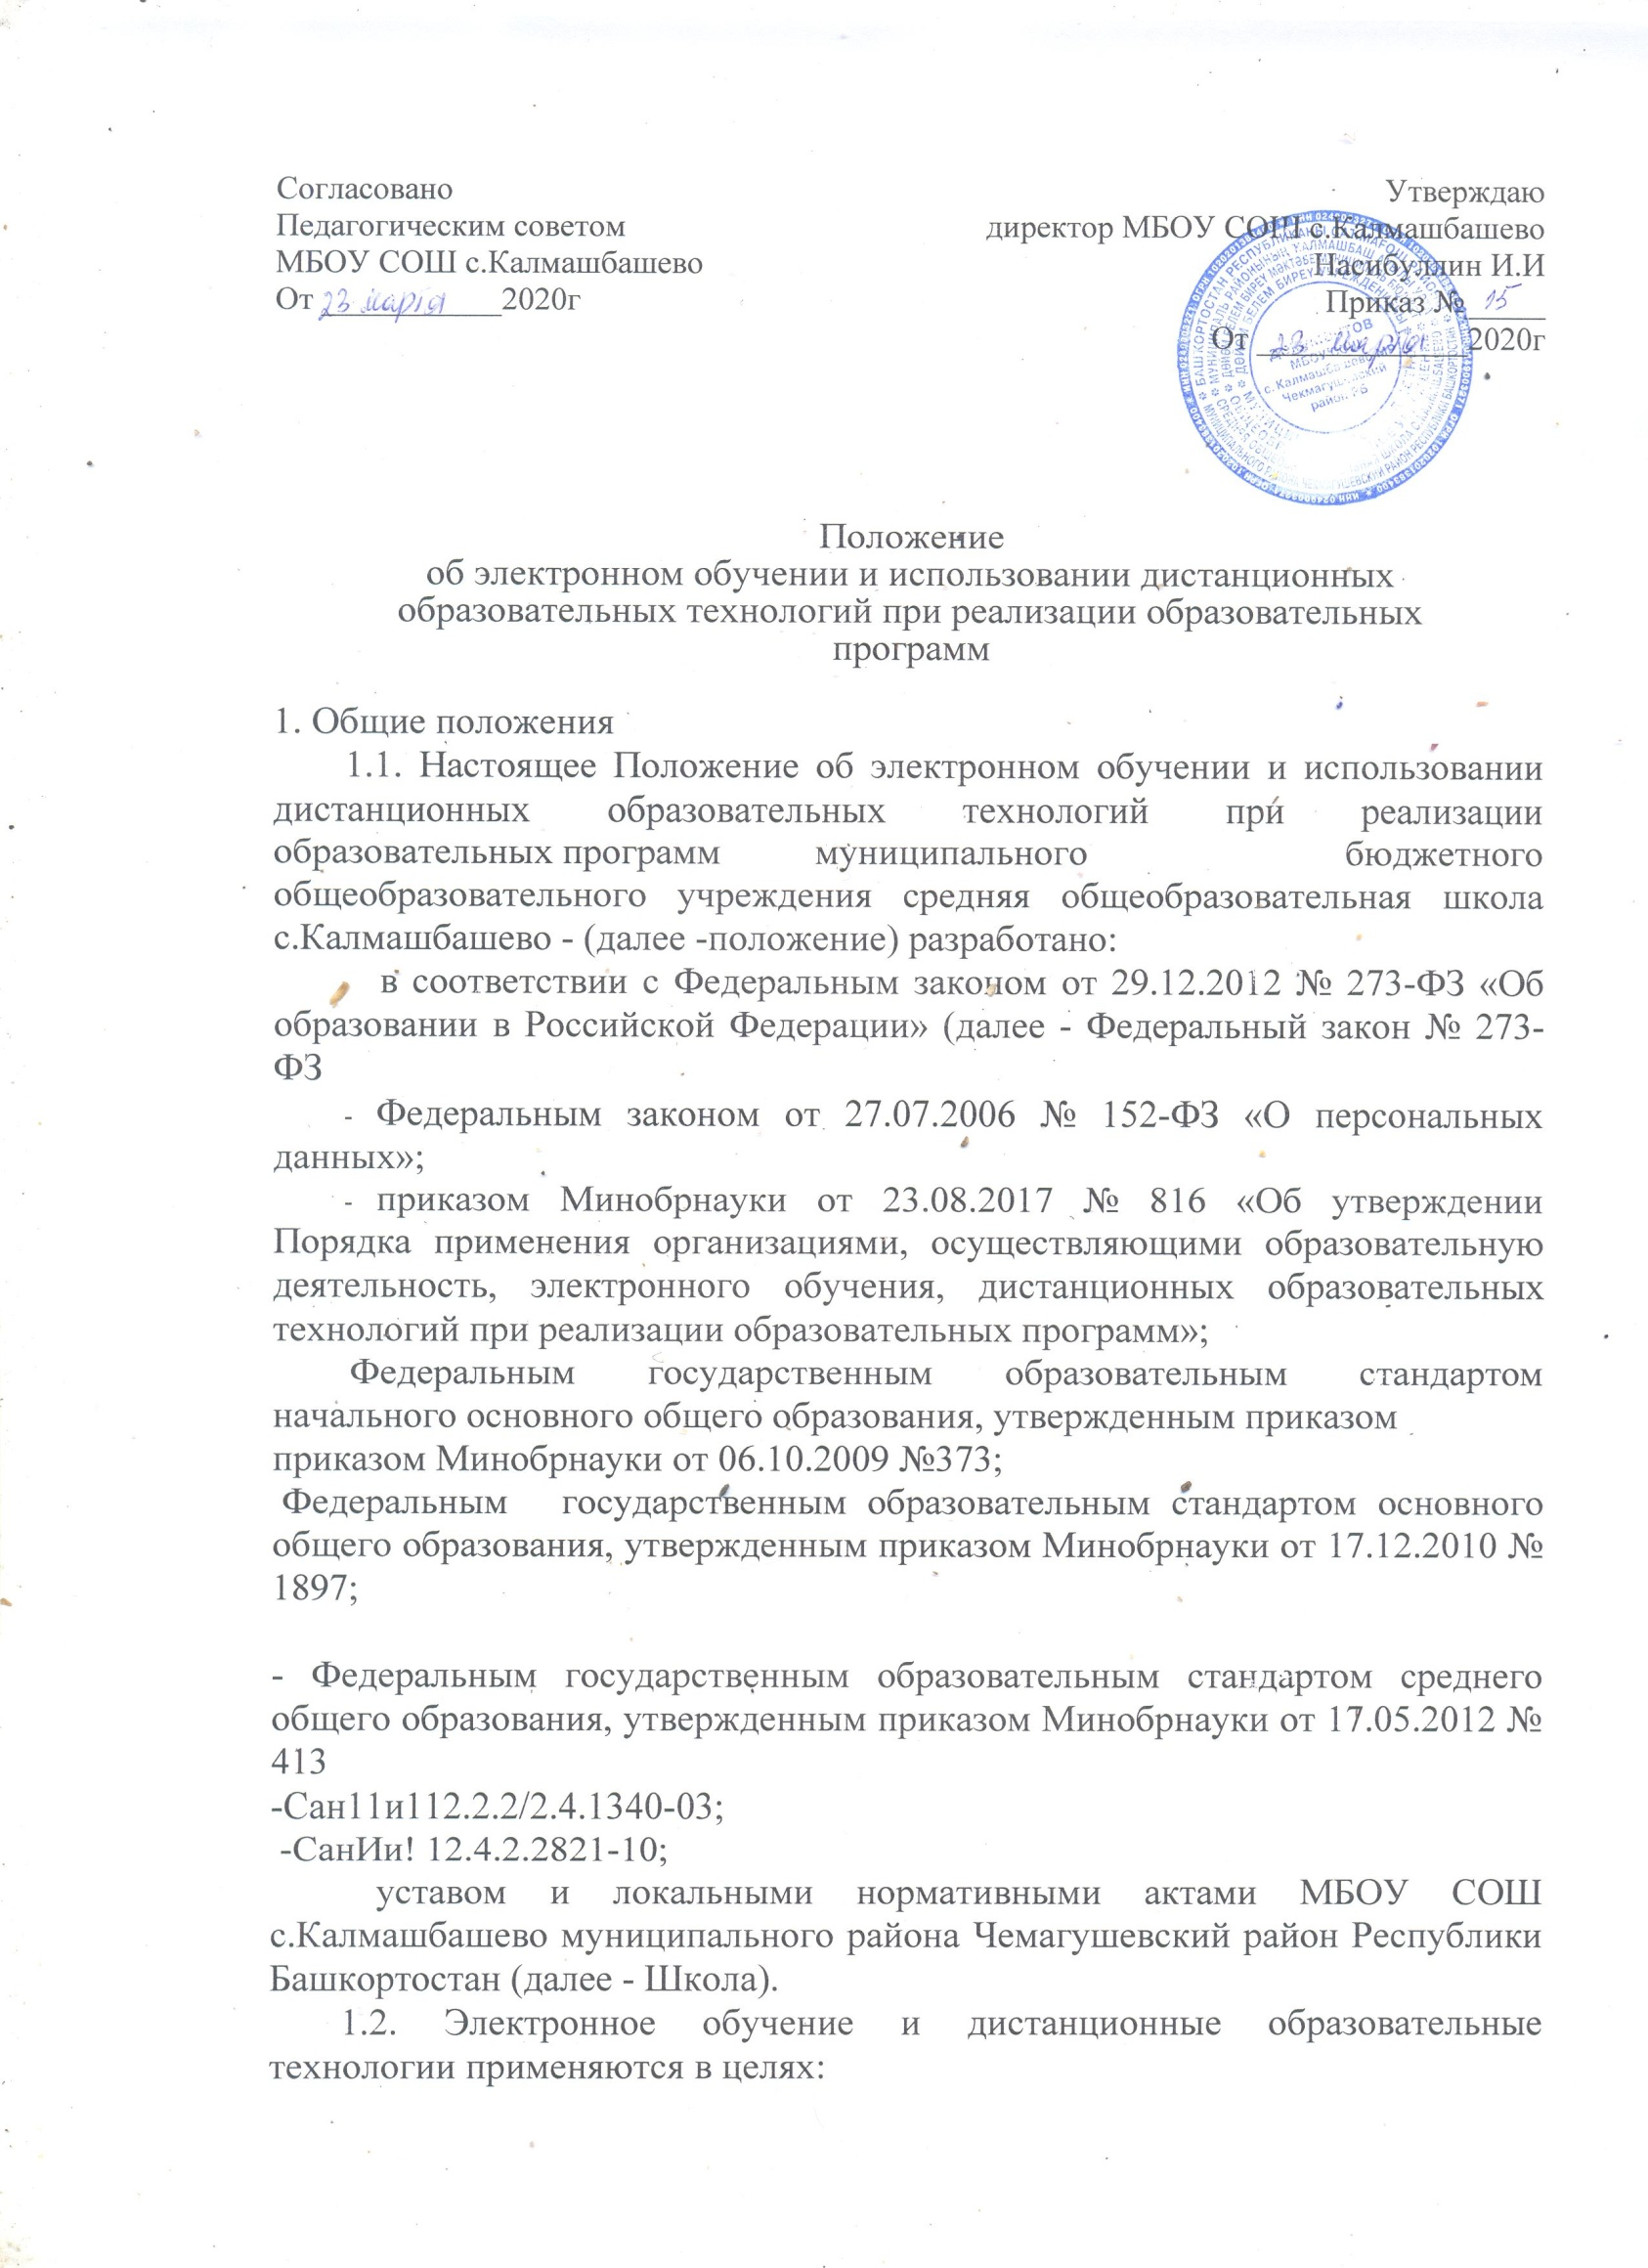 Согласовано
Педагогическим советом
МБОУ СОШ с.Калмашбашево
От 23 марта 2020г
Утверждаю
директор МБОУ СОШ с.Калмашбашево
Насибуллин И.И
Приказ № 15
От 23 марта 2020г
с. Калмашбашево
Чекмагушевский
район РБ
Положение
об электронном обучении и использовании дистанционных
образовательных технологий при реализации образовательных
программ
1. Общие положения
1.1. Настоящее Положение об электронном обучении и использовании
дистанционных образовательных технологий при реализации
образовательных программ муниципального бюджетного
общеобразовательного учреждения средняя общеобразовательная школа
с.Калмашбашево - (далее -положение) разработано:
в соответствии с Федеральным законом от 29.12.2012 № 273-ФЗ «Об
образовании в Российской Федерации» (далее - Федеральный закон № 273-
ФЗ
- Федеральным законом от 27.07.2006 № 152-ФЗ «О персональных
данных»;
- приказом Минобрнауки от 23.08.2017 № 816 «Об утверждении
Порядка применения организациями, осуществляющими образовательную
деятельность, электронного обучения, дистанционных образовательных
технологий при реализации образовательных программ»;
Федеральным государственным образовательным стандартом
начального основного общего образования, утвержденным приказом
приказом Минобрнауки от 06.10.2009 №373;
Федеральным государственным образовательным стандартом основного
общего образования, утвержденным приказом Минобрнауки от 17.12.2010 №
1897;
- Федеральным государственным образовательным стандартом среднего
общего образования, утвержденным приказом Минобрнауки от 17.05.2012 №
413
-Сан11и112.2.2/2.4.1340-03;
-СанИи! 12.4.2.2821-10;
уставом и локальными нормативными актами МБОУ СОШ
с.Калмашбашево муниципального района Чемагушевский район Республики
Башкортостан (далее - Школа).
1.2. Электронное обучение и дистанционные образовательные
технологии применяются в целях: